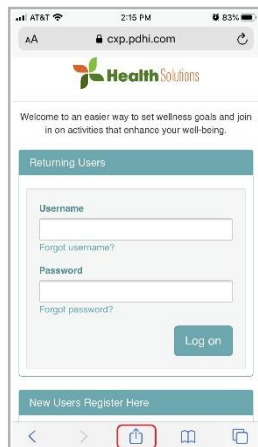 AT&T 2:15 PM 83%
AA cxp.pdhi.com
Health Solutions
Welcome to an easier way to set wellness goals and join
in on activities that enhance your well-being.
Returning Users
Username
Forgot username?
Password
Forgot password?
Log on
New Users Register Here